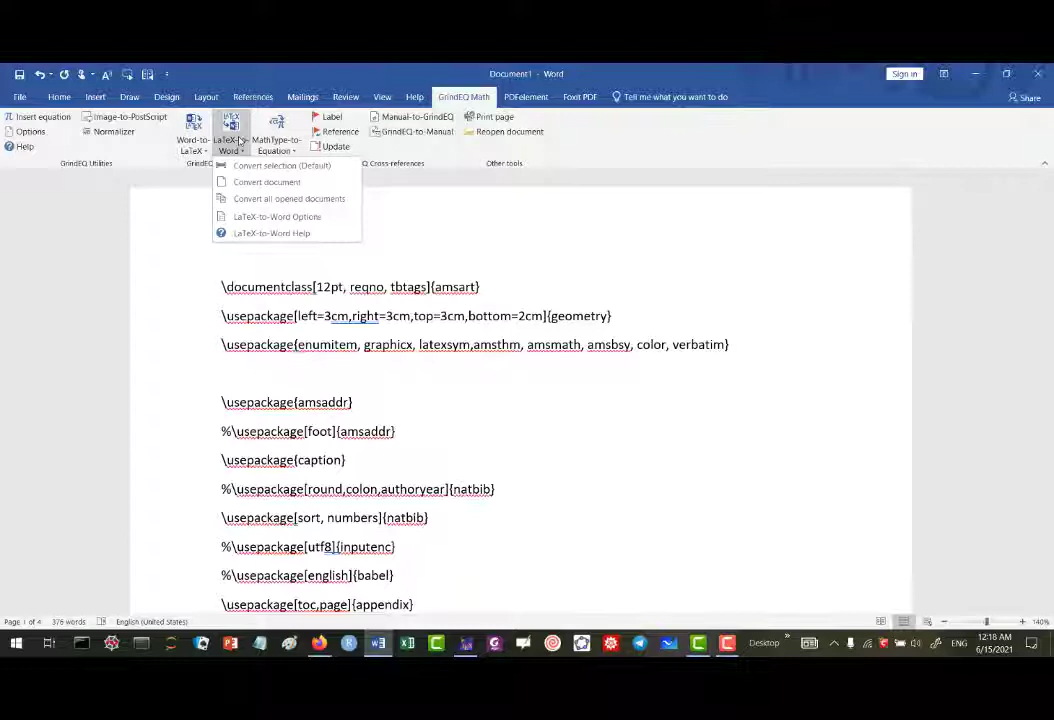 Document1 - Word
Sign in
File Home Insert Draw Design Layout References Mailings Review View Help GrindEQ Math PDFelement Foxit PDF Tell me what you want to do
Share
Insert equation
Options
Help
Image-to-PostScript
Normalizer
GrindEQ Utilities
Word-to-
LaTeX
LaTeX-to-
Word
MathType-to-
Equation
Label
Reference
Update
Manual-to-GrindEQ
GrindEQ-to-Manual
EQ Cross-references
Print page
Reopen document
Other tools
GrindEQ
Convert selection (Default)
Convert document
Convert all opened documents
LaTeX-to-Word Options
LaTeX-to-Word Help
\documentclass[12pt, reqno, tbtags]{amsart}
\usepackage[left=3cm,right=3cm,top=3cm,bottom=2cm]{geometry}
\usepackage{enumitem, graphicx, latexsym,amsthm, amsmath, amsbsy, color, verbatim}
\usepackage{amsaddr}
%\usepackage[foot]{amsaddr}
\usepackage{caption}
%\usepackage[round,colon,authoryear]{natbib}
\usepackage[sort, numbers]{natbib}
%\usepackage[utf8]{inputenc}
%\usepackage[english]{babel}
\usepackage[toc,page]{appendix}
Page 1 of 4 376 words English (United States)
140%
Desktop
ENG
12:18 AM
6/15/2021